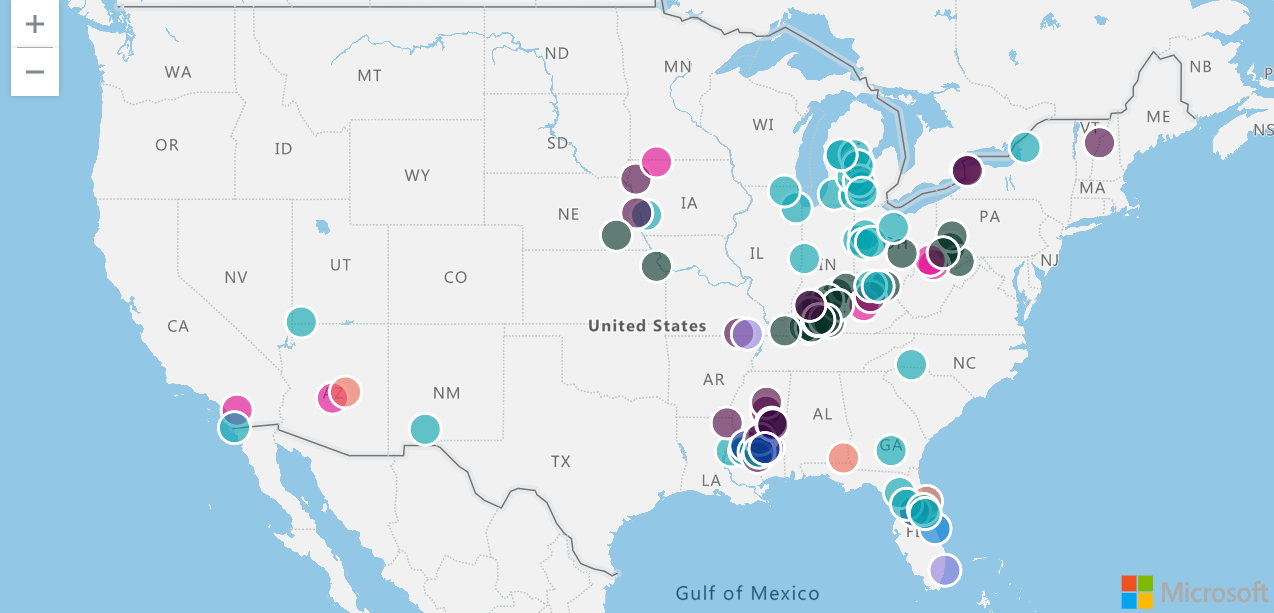 +
−
WA
MT
ND
MN
NB
P
ME
OR
ID
SD
WI
VT
NS
WY
NE
IA
MA
PA
NV
UT
CO
IL
IN
OH
NJ
CA
United States
AZ
NM
AR
NC
AL
GA
TX
LA
FL
Gulf of Mexico
Microsoft